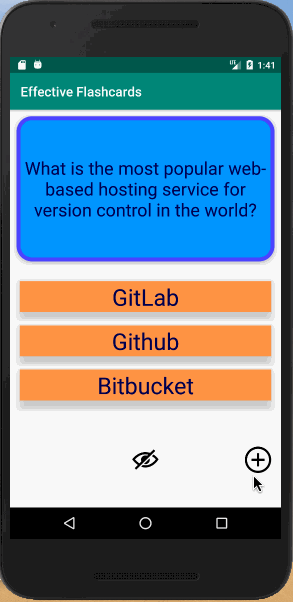 1:41
Effective Flashcards
What is the most popular web-
based hosting service for
version control in the world?
GitLab
Github
Bitbucket